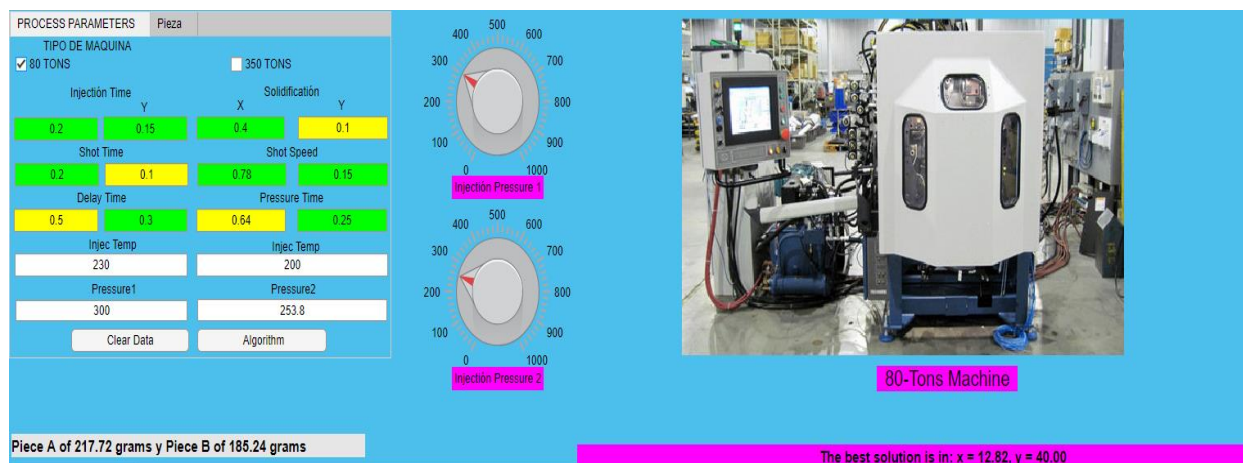 PROCESS PARAMETERS Pieza
TIPO DE MAQUINA
80 TONS 350 TONS
Injectión Time Solidificatión
Y X Y
0.2 0.15 0.4 0.1
Shot Time Shot Speed
0.2 0.1 0.78 0.15
Delay Time Pressure Time
0.5 0.3 0.64 0.25
Injec Temp Injec Temp
230 200
Pressure1 Pressure2
300 253.8
Clear Data Algorithm
0 100 200 300 400 500 600 700 800 900 1000
Injectión Pressure 1
0 100 200 300 400 500 600 700 800 900 1000
Injectión Pressure 2
80-Tons Machine
Piece A of 217.72 grams y Piece B of 185.24 grams
The best solution is in: x = 12.82, y = 40.00